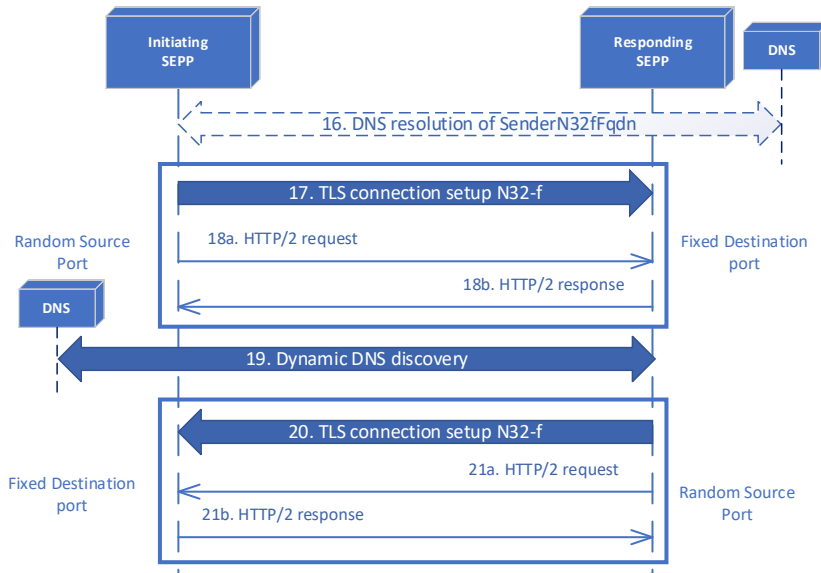 Initiating
SEPP
Responding
SEPP
DNS
16. DNS resolution of SenderN32fFqdn
17. TLS connection setup N32-f
Random Source
Port
18a. HTTP/2 request
Fixed Destination
port
18b. HTTP/2 response
DNS
19. Dynamic DNS discovery
20. TLS connection setup N32-f
Fixed Destination
port
21a. HTTP/2 request
Random Source
Port
21b. HTTP/2 response